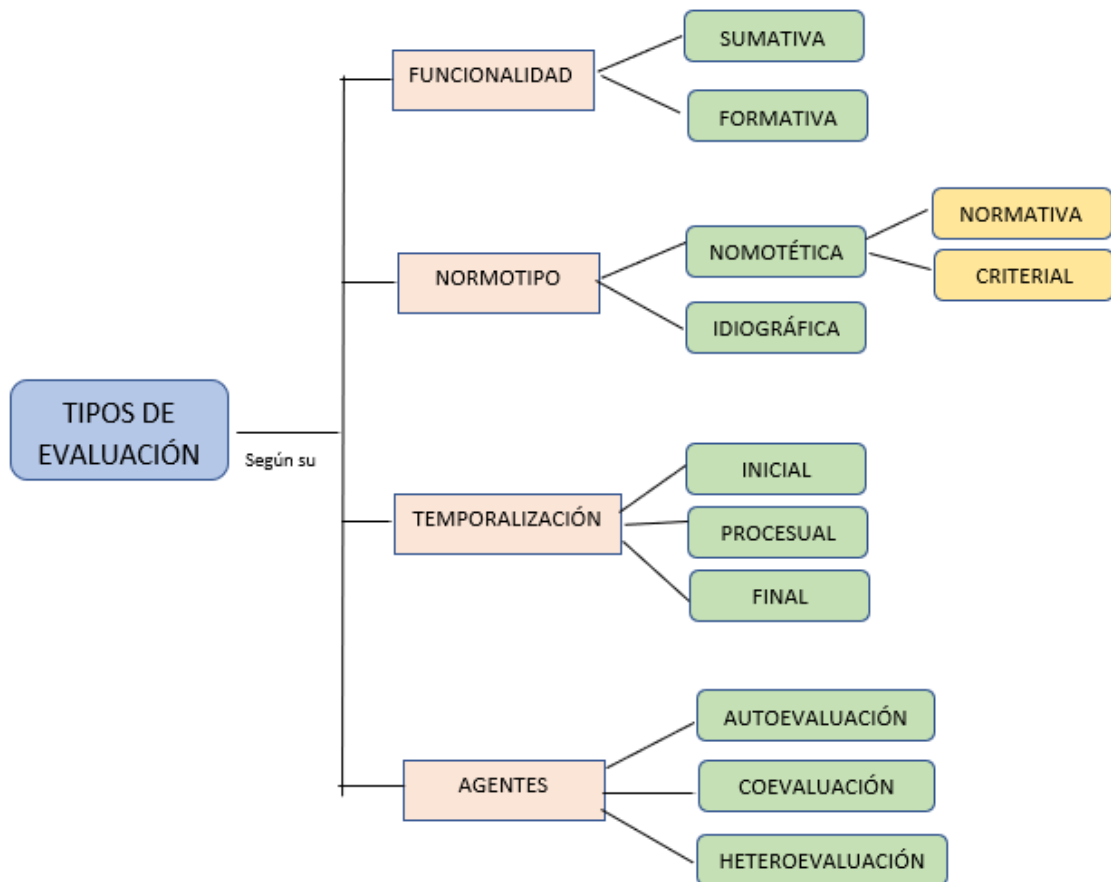 TIPOS DE
EVALUACIÓN
Según su
FUNCIONALIDAD
SUMATIVA
FORMATIVA
NORMOTIPO
NOMOTÉTICA
NORMATIVA
CRITERIAL
IDIOGRÁFICA
TEMPORALIZACIÓN
INICIAL
PROCESUAL
FINAL
AGENTES
AUTOEVALUACIÓN
COEVALUACIÓN
HETEROEVALUACIÓN